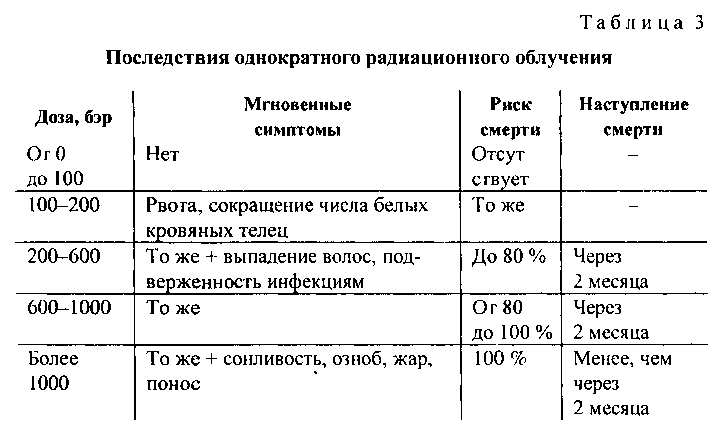 Таблица 3
Последствия однократного радиационного облучения
Доза, бэр
Мгновенные
симптомы
Риск
смерти
Наступление
смерти
От 0
до 100
Нет
Отсут
ствует
–
100–200
Рвота, сокращение числа белых
кровяных телец
То же
–
200–600
То же + выпадение волос, под-
верженность инфекциям
До 80 %
Через
2 месяца
600–1000
То же
От 80
до 100 %
Через
2 месяца
Более
1000
То же + сонливость, озноб, жар,
понос
100 %
Менее, чем
через
2 месяца